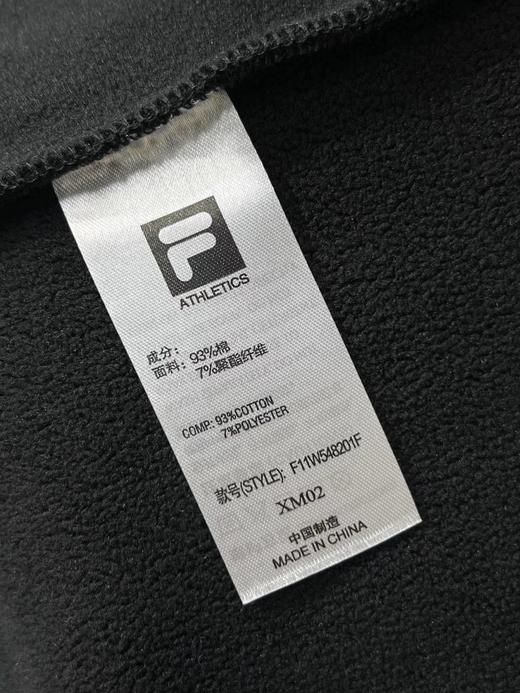 F
ATHLETICS
成分:
面料: 93%棉
7%聚酯纤维
COMP.: 93%COTTON
7%POLYESTER
款号(STYLE): F11W548201F
XM02
中国制造
MADE IN CHINA